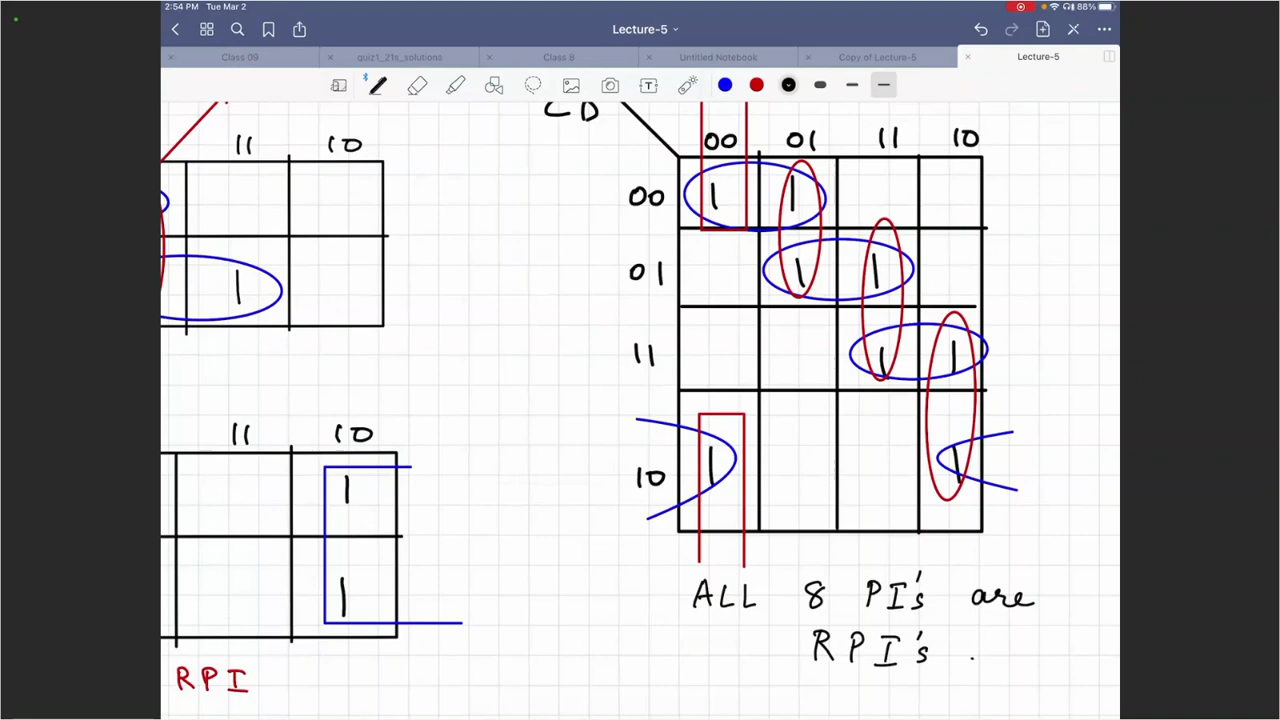 2:54 PM Tue Mar 2
88%
Lecture-5
Class 09
quiz1_21s_solutions
Class 8
Untitled Notebook
Copy of Lecture-5
Lecture-5
CD
00 01 11 10
11 10
00 1 1
01 1 1
1
11 1 1
10 1 1
11 10
1
1
ALL 8 PI's are
RPI's .
RPI